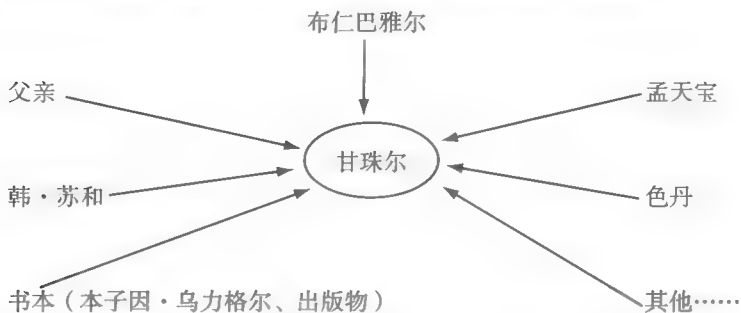 布仁巴雅尔
父亲
孟天宝
甘珠尔
韩·苏和
色丹
书本（本子因·乌力格尔、出版物）
其他……